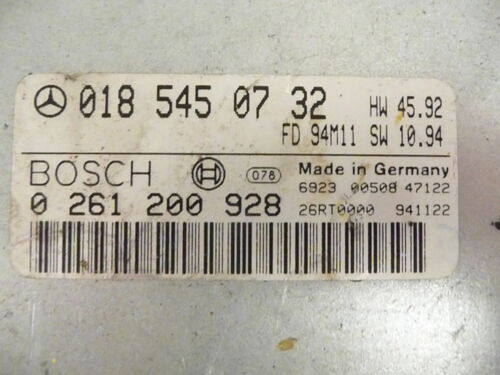 018 545 07 32 HW 45.92
FD 94M11 SW 10.94
BOSCH 078 Made in Germany
6923 00508 47122
0 261 200 928 26RT0000 941122